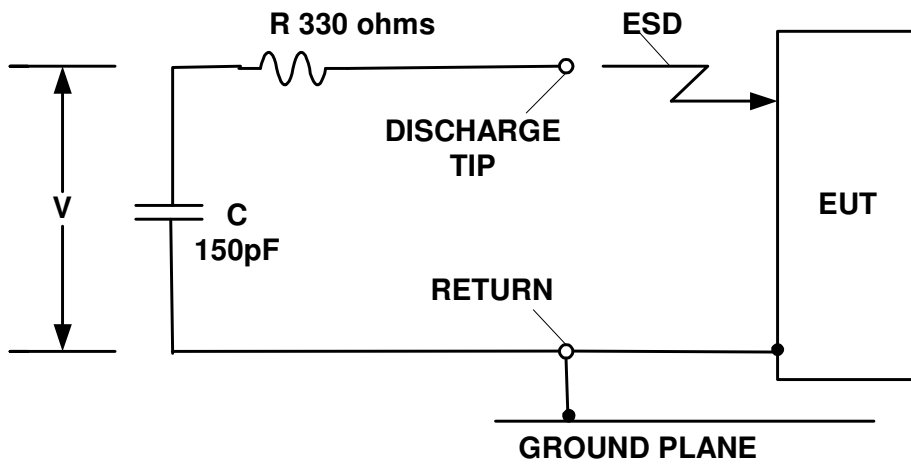 R 330 ohms
ESD
DISCHARGE
TIP
V
C
150pF
EUT
RETURN
GROUND PLANE